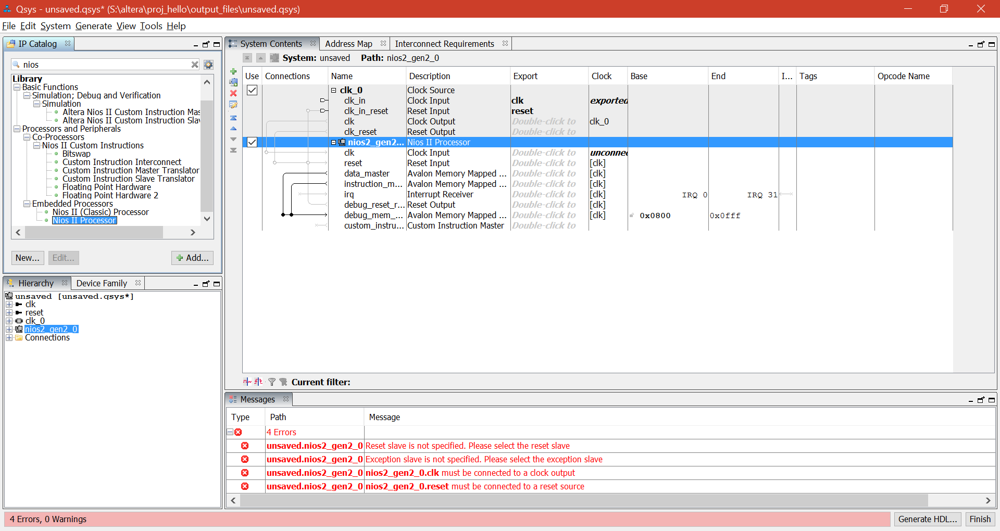 Qsys - unsaved.qsys* (S:\altera\proj_hello\output_files\unsaved.qsys)
File Edit System Generate View Tools Help
IP Catalog
nios
Library
Basic Functions
Simulation; Debug and Verification
Simulation
Altera Nios II Custom Instruction Mas
Altera Nios II Custom Instruction Slav
Processors and Peripherals
Co-Processors
Nios II Custom Instructions
Bitswap
Custom Instruction Interconnect
Custom Instruction Master Translator
Custom Instruction Slave Translator
Floating Point Hardware
Floating Point Hardware 2
Embedded Processors
Nios II (Classic) Processor
Nios II Processor
New... Edit... Add...
Hierarchy Device Family
unsaved [unsaved.qsys*]
clk
reset
clk_0
nios2_gen2_0
Connections
System Contents Address Map Interconnect Requirements
System: unsaved Path: nios2_gen2_0
Use Connections Name Description Export Clock Base End I... Tags Opcode Name
clk_0 Clock Source
clk_in Clock Input clk exported
clk_in_reset Reset Input reset
clk Clock Output Double-click to clk_0
clk_reset Reset Output Double-click to
nios2_gen2... Nios II Processor
clk Clock Input Double-click to unconnec
reset Reset Input Double-click to [clk]
data_master Avalon Memory Mapped ... Double-click to [clk]
instruction_m... Avalon Memory Mapped ... Double-click to [clk]
irq Interrupt Receiver Double-click to [clk] IRQ 0 IRQ 31
debug_reset_r... Reset Output Double-click to [clk]
debug_mem_... Avalon Memory Mapped ... Double-click to [clk] 0x0800 0x0fff
custom_instru... Custom Instruction Master Double-click to
Current filter:
Messages
Type Path Message
4 Errors
unsaved.nios2_gen2_0 Reset slave is not specified. Please select the reset slave
unsaved.nios2_gen2_0 Exception slave is not specified. Please select the exception slave
unsaved.nios2_gen2_0 nios2_gen2_0.clk must be connected to a clock output
unsaved.nios2_gen2_0 nios2_gen2_0.reset must be connected to a reset source
4 Errors, 0 Warnings
Generate HDL... Finish